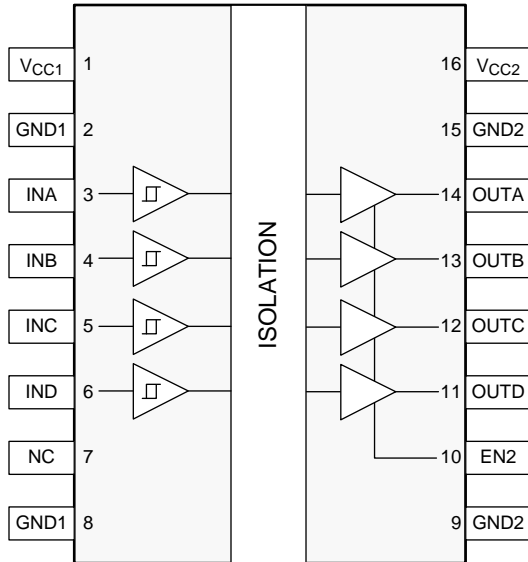 VCC1 1 16 VCC2
GND1 2 15 GND2
INA 3 14 OUTA
INB 4 13 OUTB
INC 5 12 OUTC
IND 6 11 OUTD
NC 7 10 EN2
GND1 8 9 GND2
ISOLATION